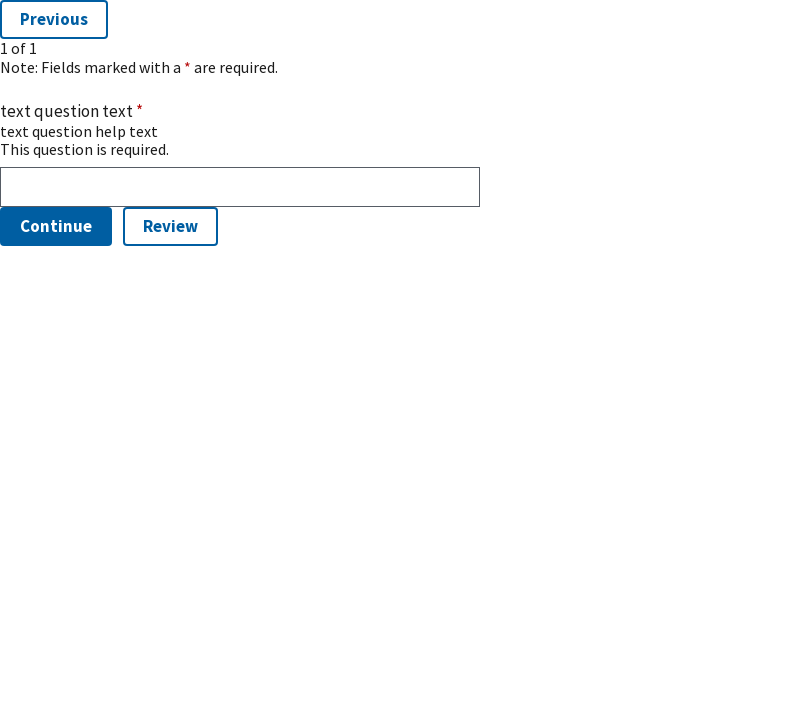 Previous
1 of 1
Note: Fields marked with a * are required.
text question text *
text question help text
This question is required.
Continue Review